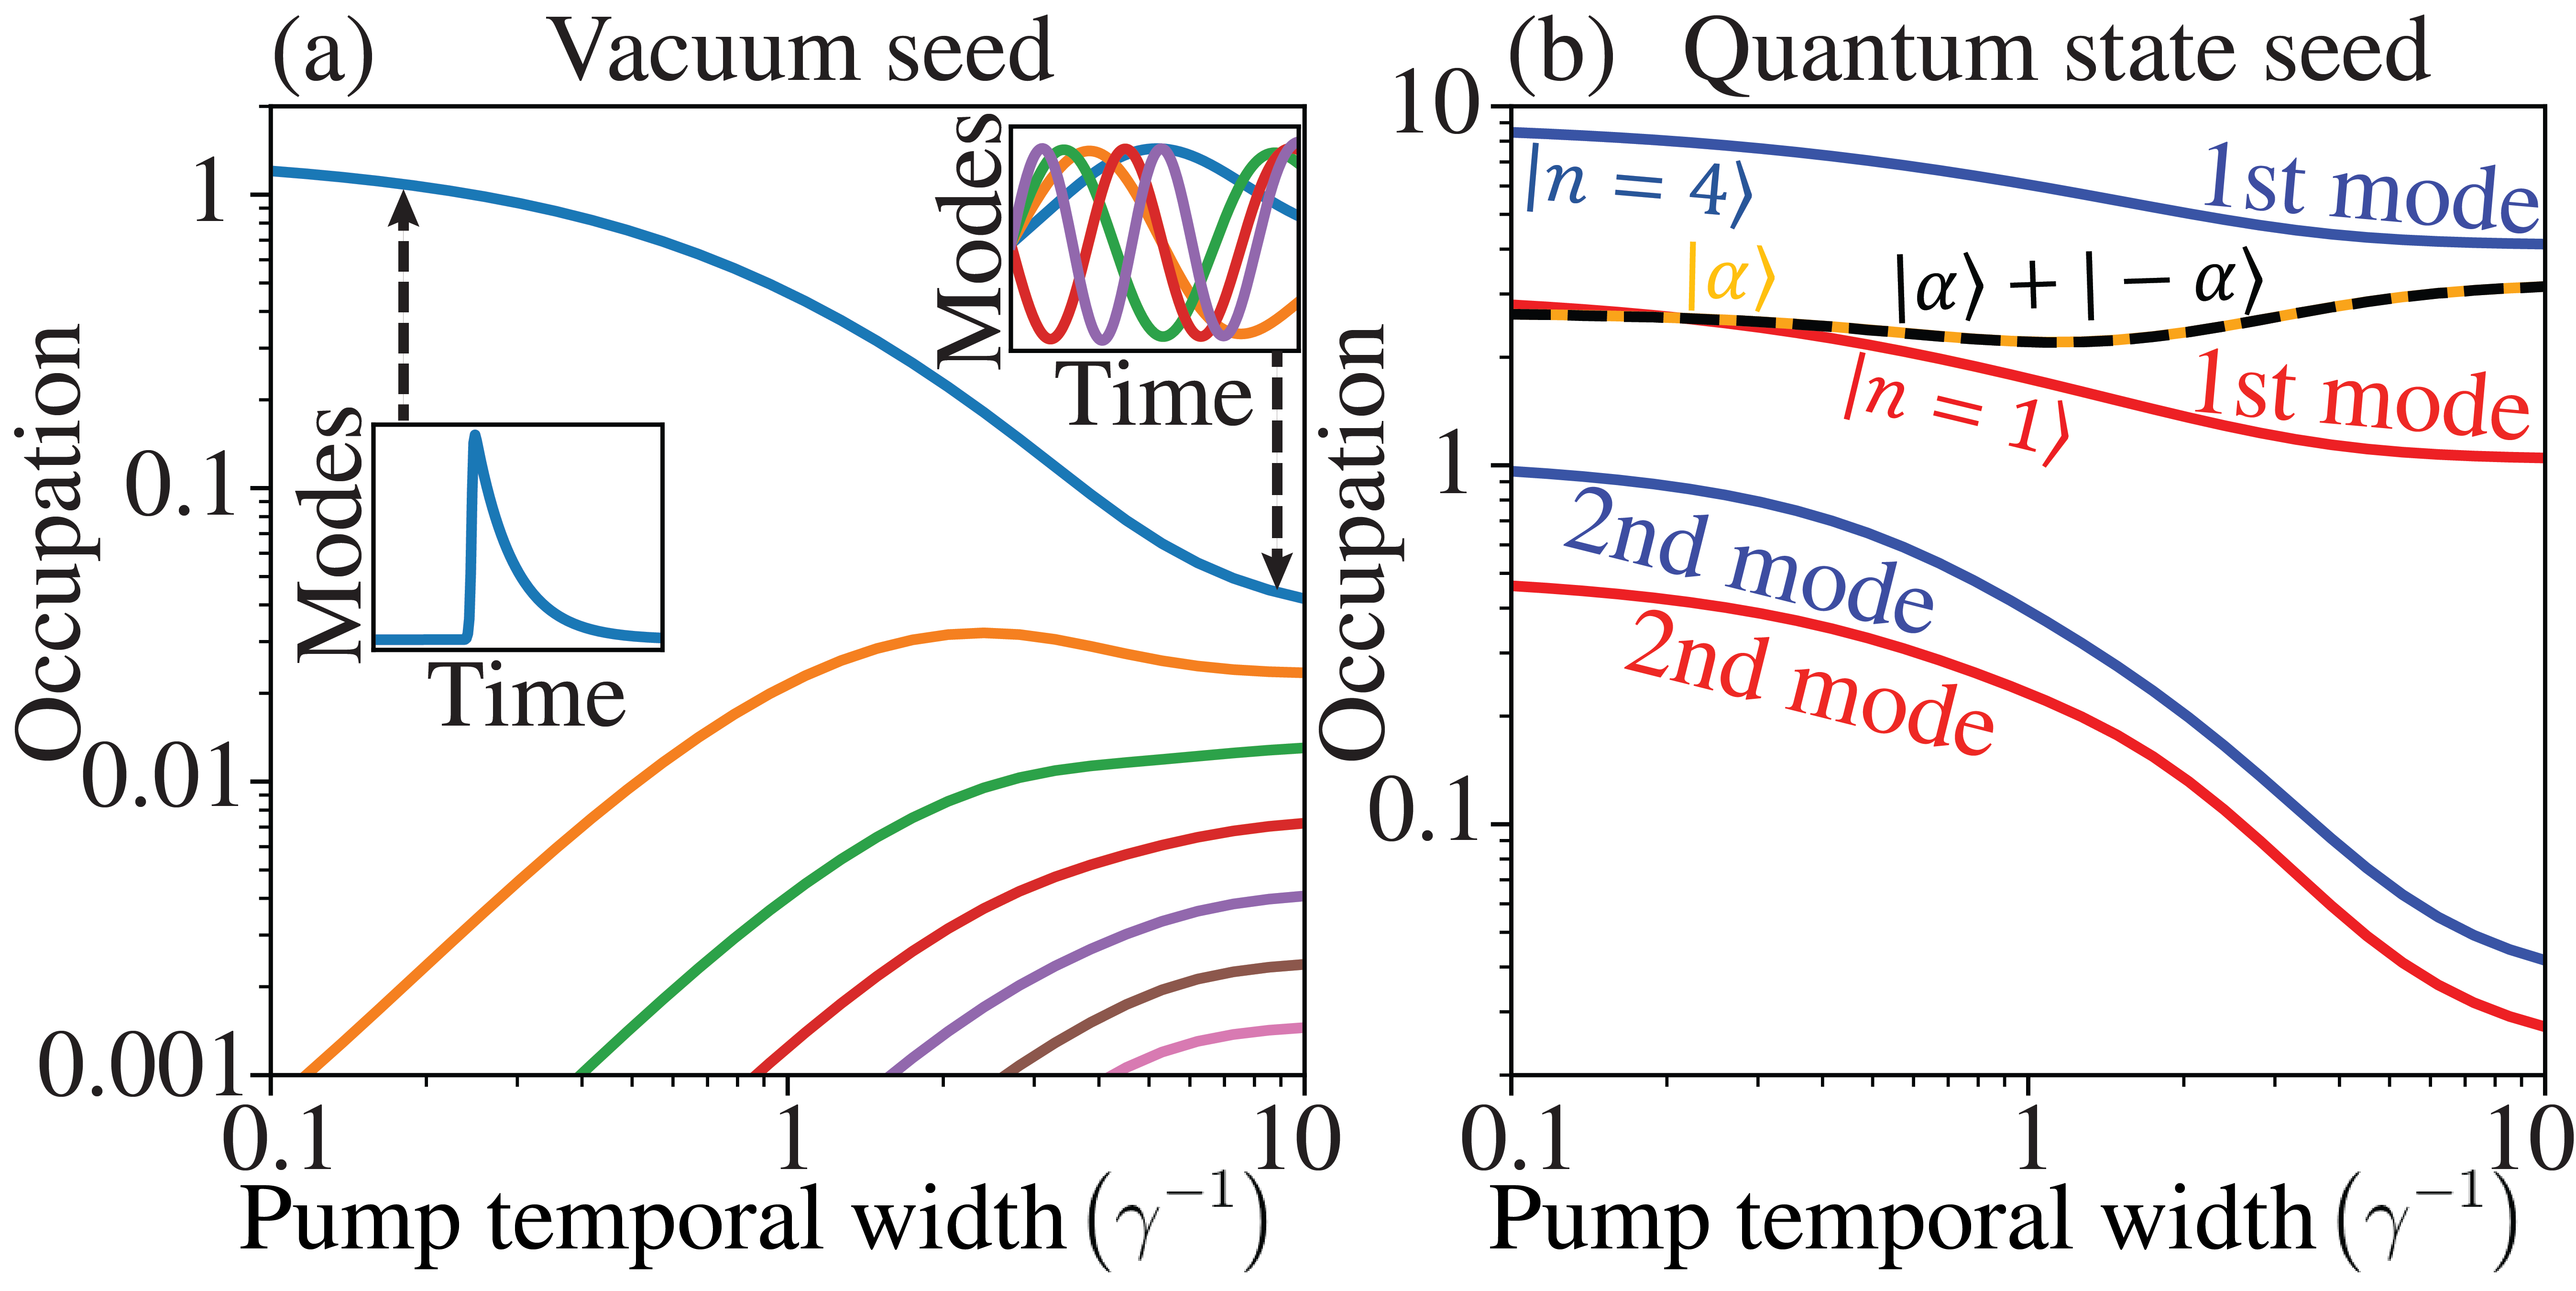 (a) Vacuum seed
Occupation
1
0.1
0.01
0.001
Modes
Time
Modes
Time
0.1 1 10
Pump temporal width (γ⁻¹)
(b) Quantum state seed
Occupation
10
1
0.1
|n = 4⟩
1st mode
|α⟩
|α⟩ + | − α⟩
|n = 1⟩
1st mode
2nd mode
2nd mode
0.1 1 10
Pump temporal width (γ⁻¹)